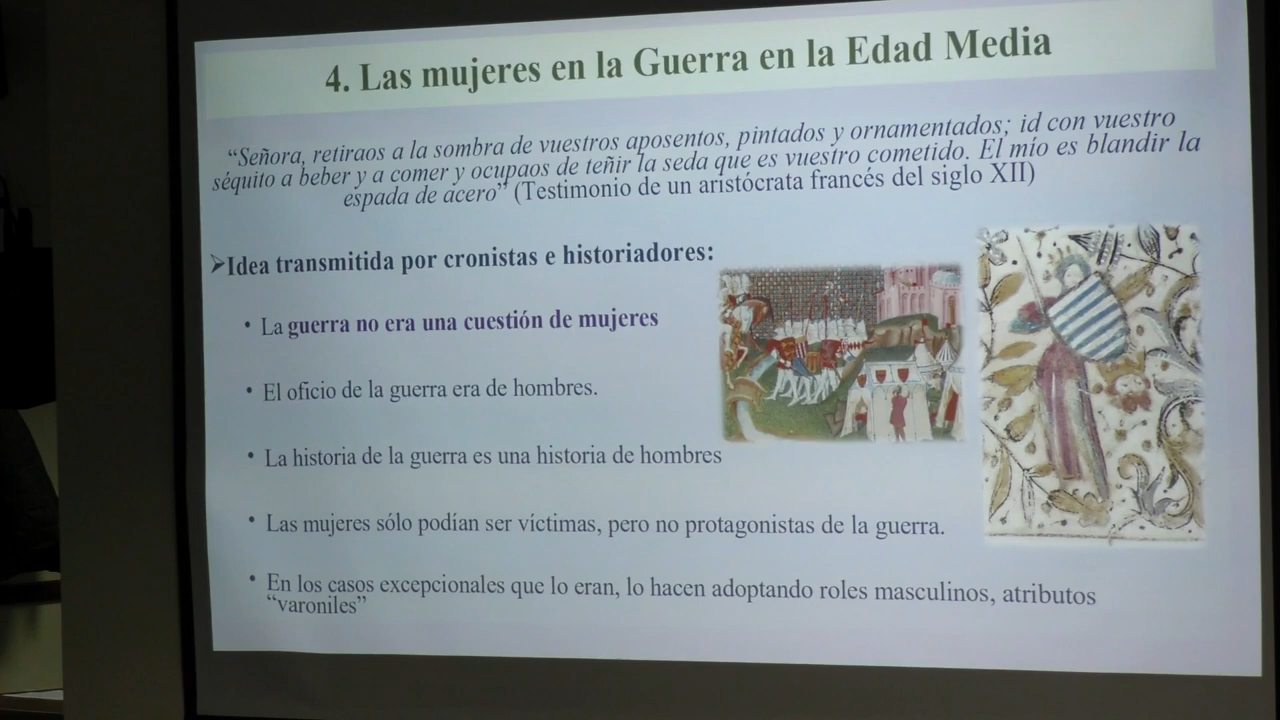 4. Las mujeres en la Guerra en la Edad Media
“Señora, retiraos a la sombra de vuestros aposentos, pintados y ornamentados; id con vuestro
séquito a beber y a comer y ocupaos de teñir la seda que es vuestro cometido. El mío es blandir la
espada de acero” (Testimonio de un aristócrata francés del siglo XII)
➢Idea transmitida por cronistas e historiadores:
• La guerra no era una cuestión de mujeres
• El oficio de la guerra era de hombres.
• La historia de la guerra es una historia de hombres
• Las mujeres sólo podían ser víctimas, pero no protagonistas de la guerra.
• En los casos excepcionales que lo eran, lo hacen adoptando roles masculinos, atributos
“varoniles”